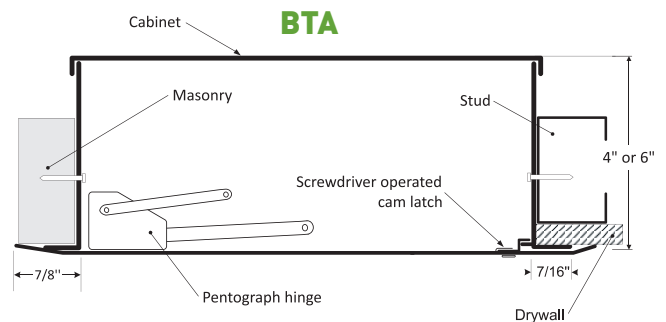 BTA
Cabinet
Masonry
Stud
4" or 6"
Screwdriver operated
cam latch
7/8"
7/16"
Pentograph hinge
Drywall